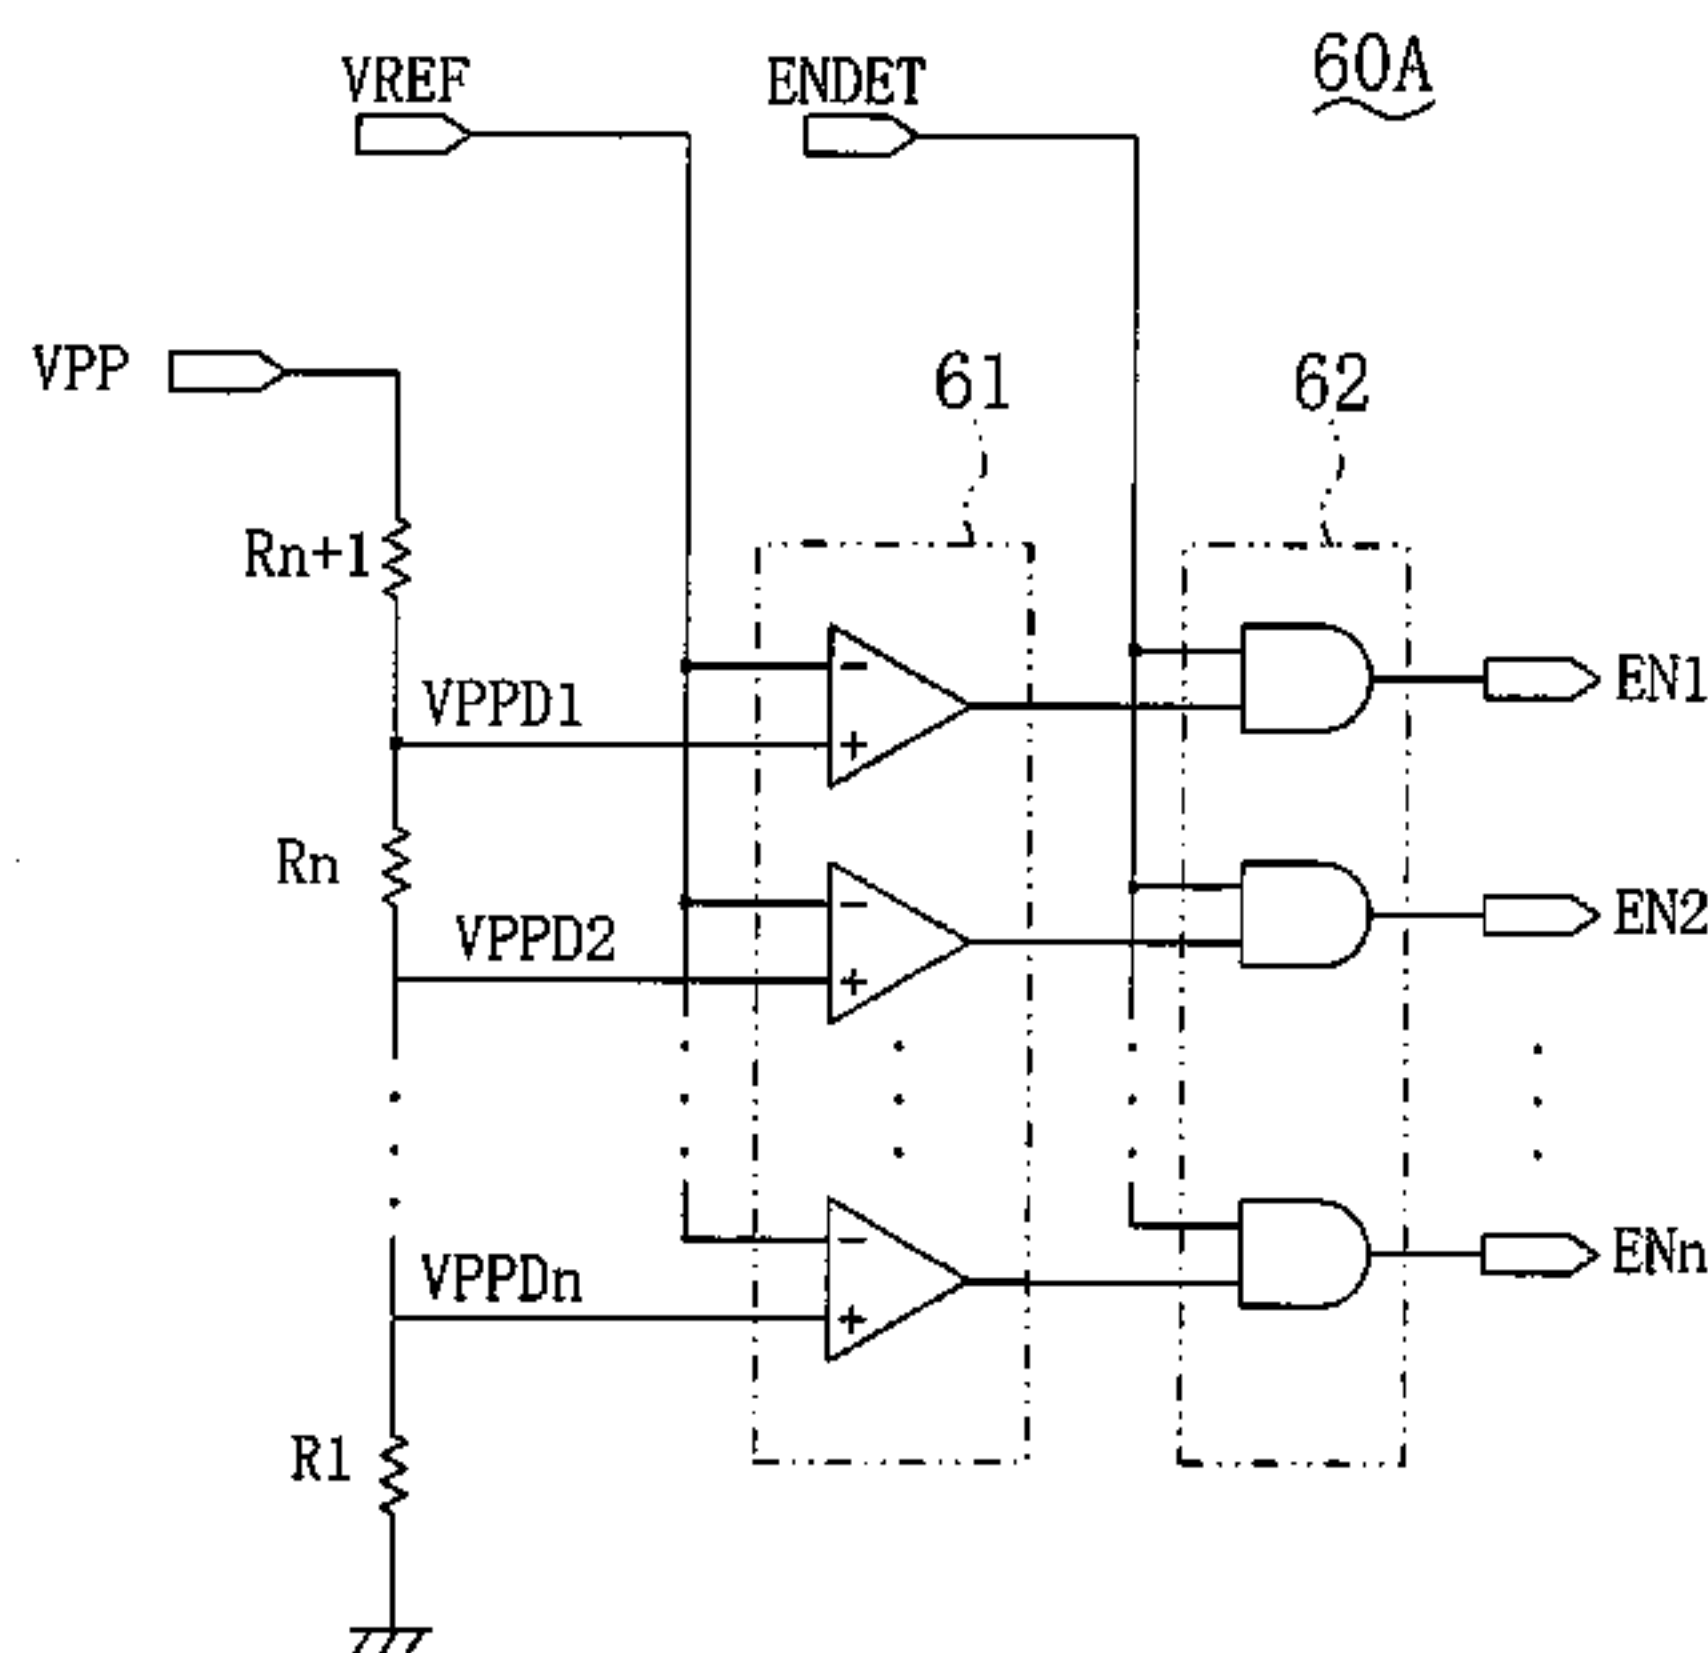 60A
VREF
ENDET
VPP
61
62
Rn+1
VPPD1
EN1
Rn
VPPD2
EN2
VPPDn
ENn
R1